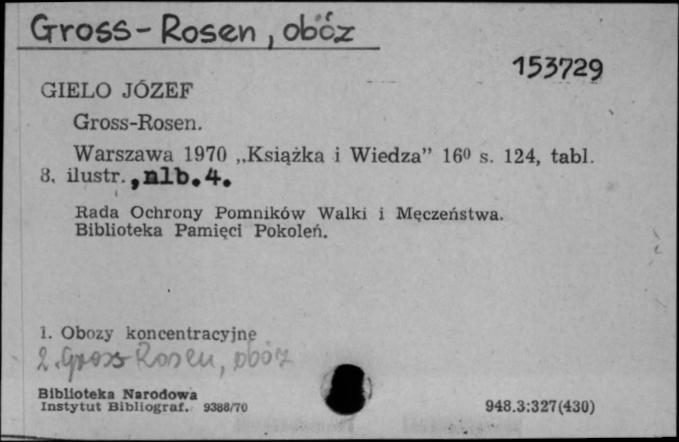 Gross-Rosen, obóz
153729
GIELO JÓZEF
Gross-Rosen.
Warszawa 1970 „Książka i Wiedza” 16⁰ s. 124, tabl.
8, ilustr., nlb. 4.
Rada Ochrony Pomników Walki i Męczeństwa.
Biblioteka Pamięci Pokoleń.
1. Obozy koncentracyjne
2. Gross-Rosen, obóz
Biblioteka Narodowa
Instytut Bibliograf. 9388/70
948.3:327(430)